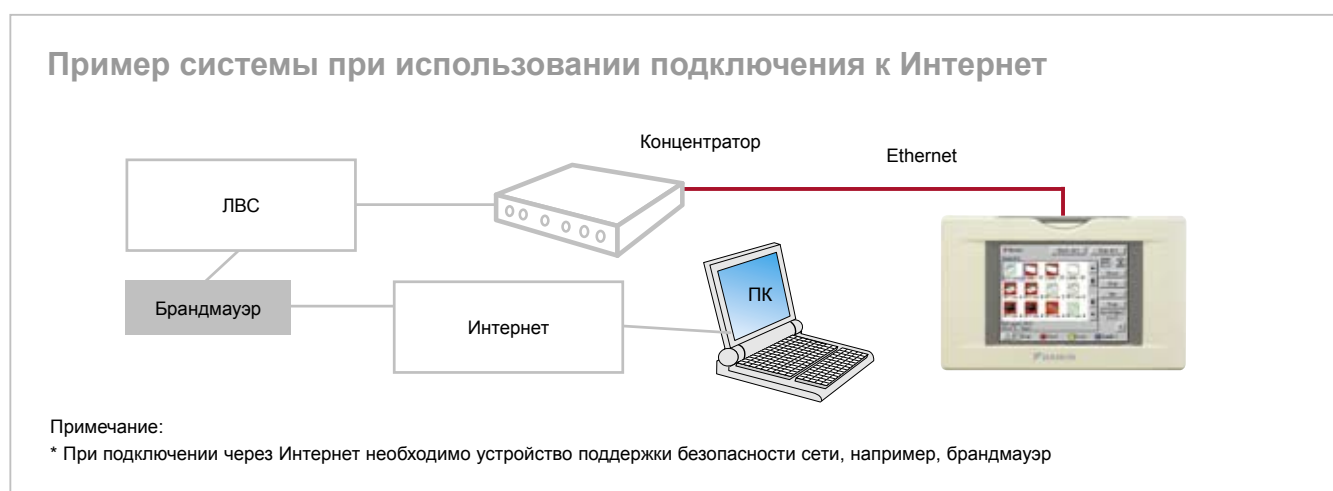 Пример системы при использовании подключения к Интернет
Концентратор
Ethernet
ЛВС
Брандмауэр
Интернет
ПК
DAIKIN
Примечание:
* При подключении через Интернет необходимо устройство поддержки безопасности сети, например, брандмауэр